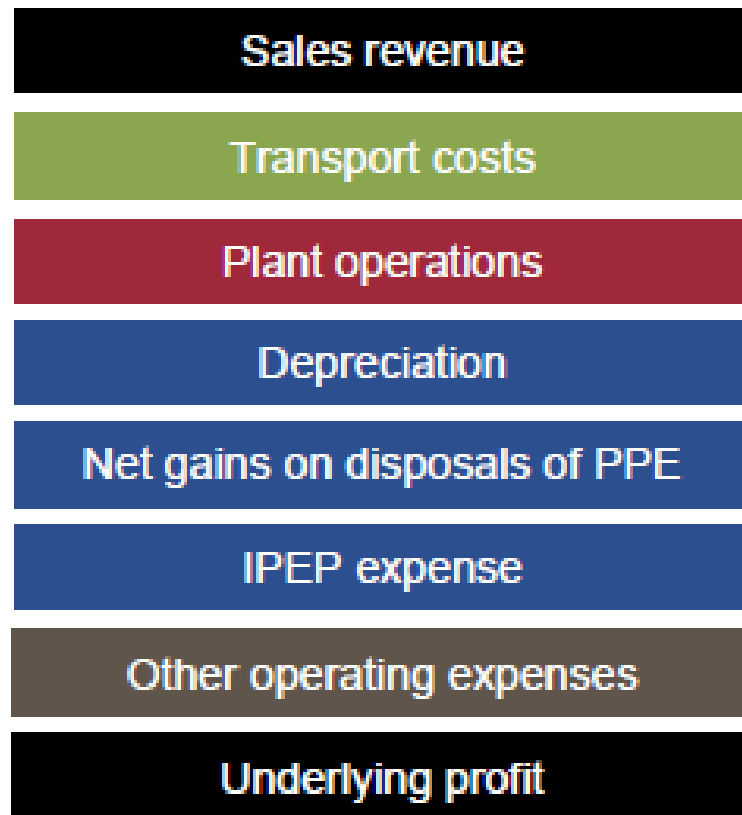 Sales revenue
Transport costs
Plant operations
Depreciation
Net gains on disposals of PPE
IPEP expense
Other operating expenses
Underlying profit